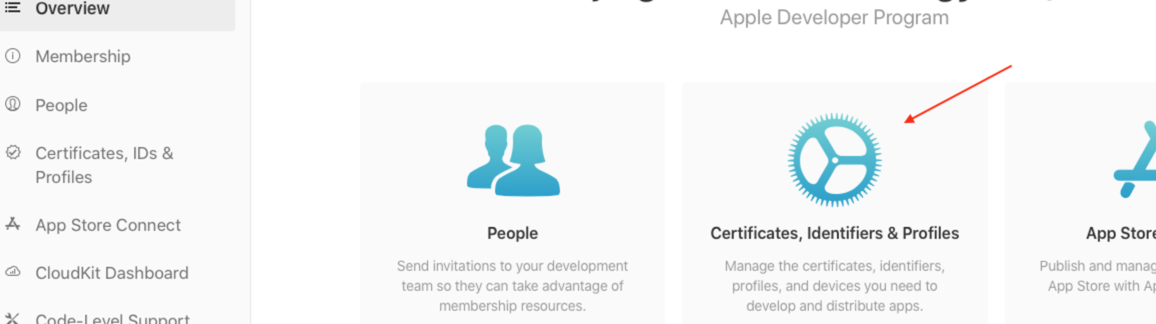 Overview
Membership
People
Certificates, IDs &
Profiles
App Store Connect
CloudKit Dashboard
Code-Level Support
Apple Developer Program
People
Send invitations to your development
team so they can take advantage of
membership resources.
Certificates, Identifiers & Profiles
Manage the certificates, identifiers,
profiles, and devices you need to
develop and distribute apps.
App Store
Publish and manag
App Store with Ap